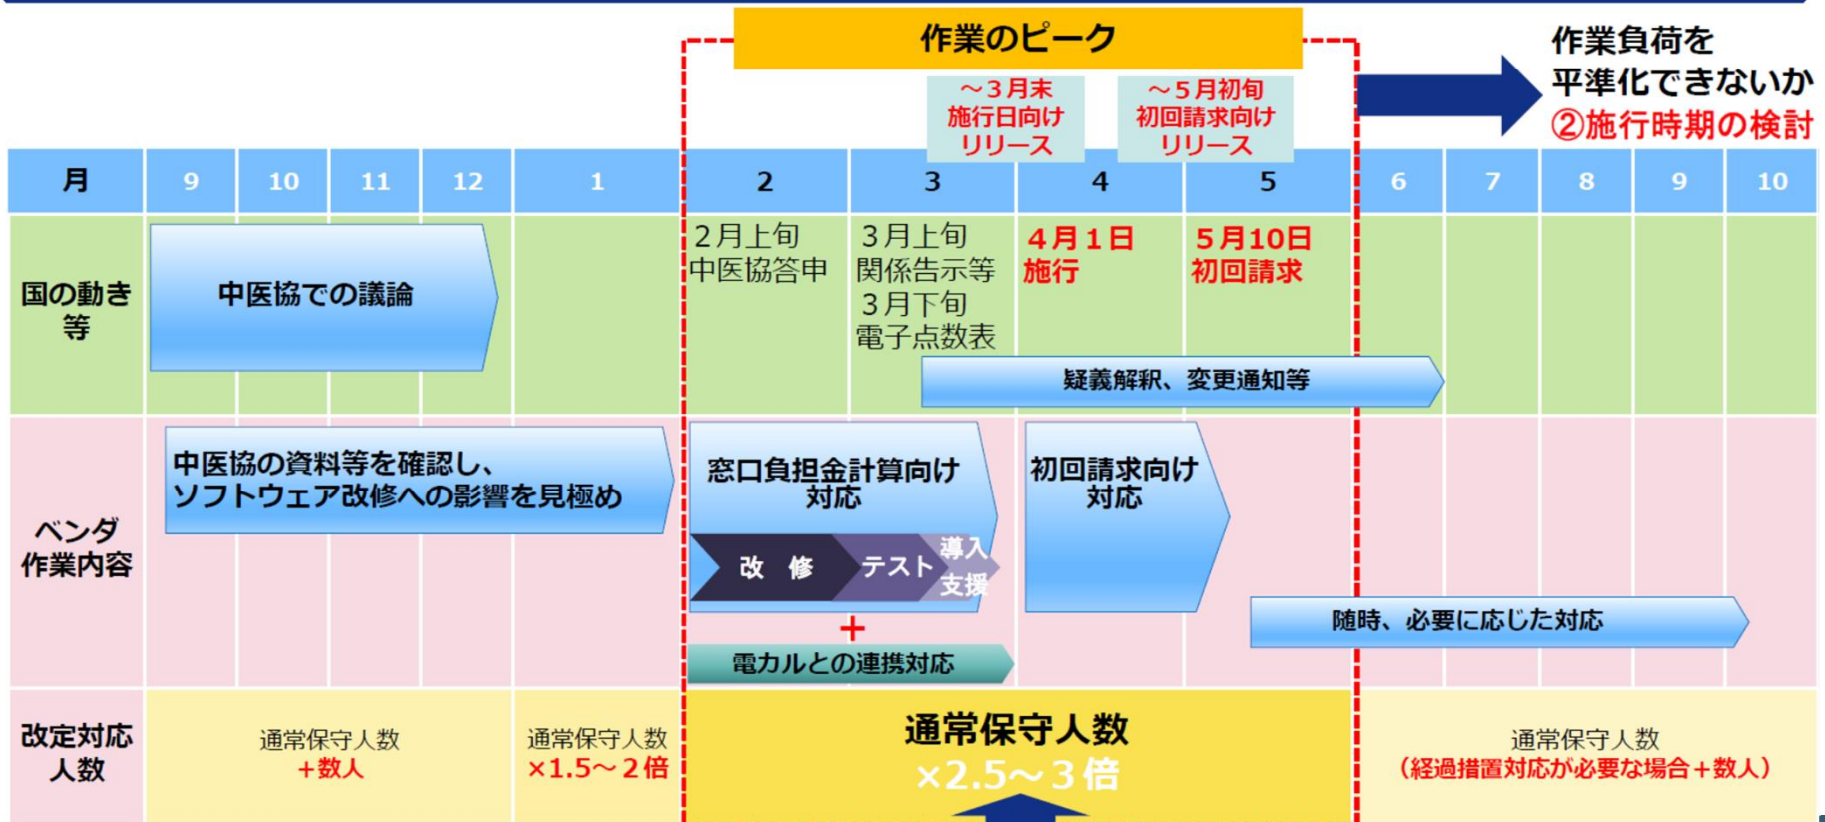 作業のピーク
作業負荷を
平準化できないか
②施行時期の検討
～３月末
施行日向け
リリース
～５月初旬
初回請求向け
リリース
月 9 10 11 12 1 2 3 4 5 6 7 8 9 10
国の動き
等
中医協での議論
２月上旬
中医協答申
３月上旬
関係告示等
３月下旬
電子点数表
４月１日
施行
５月10日
初回請求
疑義解釈、変更通知等
ベンダ
作業内容
中医協の資料等を確認し、
ソフトウェア改修への影響を見極め
窓口負担金計算向け
対応
改　修
テスト
導入
支援
＋
電カルとの連携対応
初回請求向け
対応
随時、必要に応じた対応
改定対応
人数
通常保守人数
＋数人
通常保守人数
×1.5～２倍
通常保守人数
×2.5～３倍
通常保守人数
（経過措置対応が必要な場合＋数人）